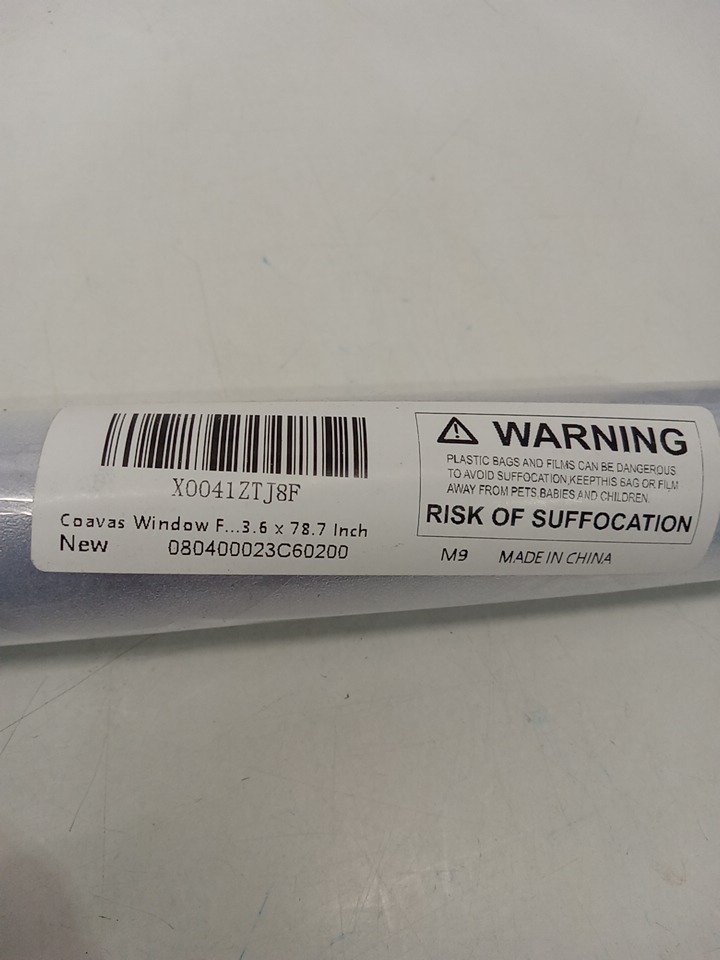 X0041ZTJ8F
Coavas Window F...3.6 x 78.7 Inch
New 080400023C60200
WARNING
PLASTIC BAGS AND FILMS CAN BE DANGEROUS
TO AVOID SUFFOCATION,KEEPTHIS BAG OR FILM
AWAY FROM PETS.BABIES AND CHILDREN.
RISK OF SUFFOCATION
M9 MADE IN CHINA